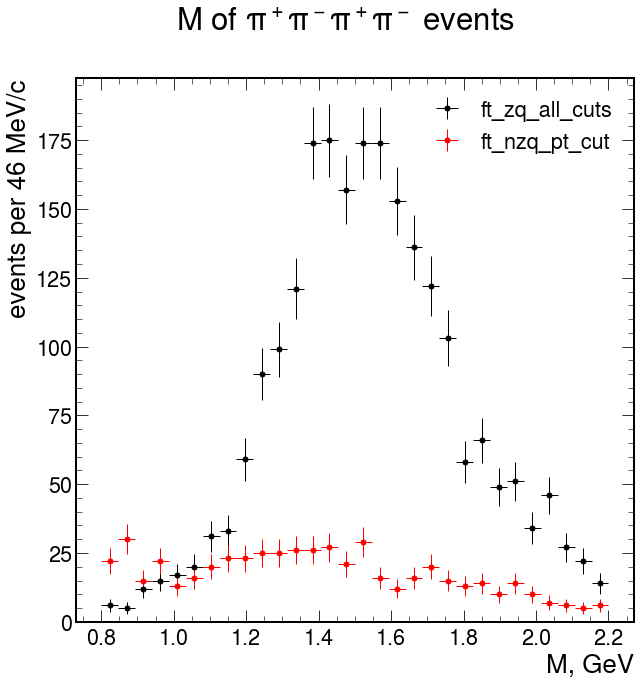 M of π⁺π⁻π⁺π⁻ events
events per 46 MeV/c
ft_zq_all_cuts
ft_nzq_pt_cut
175
150
125
100
75
50
25
0
0.8 1.0 1.2 1.4 1.6 1.8 2.0 2.2
M, GeV